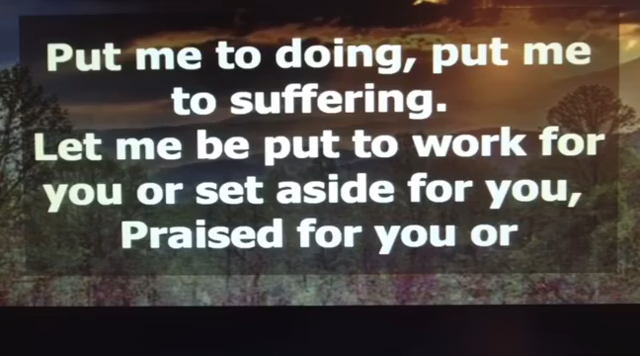 Put me to doing, put me
to suffering.
Let me be put to work for
you or set aside for you,
Praised for you or